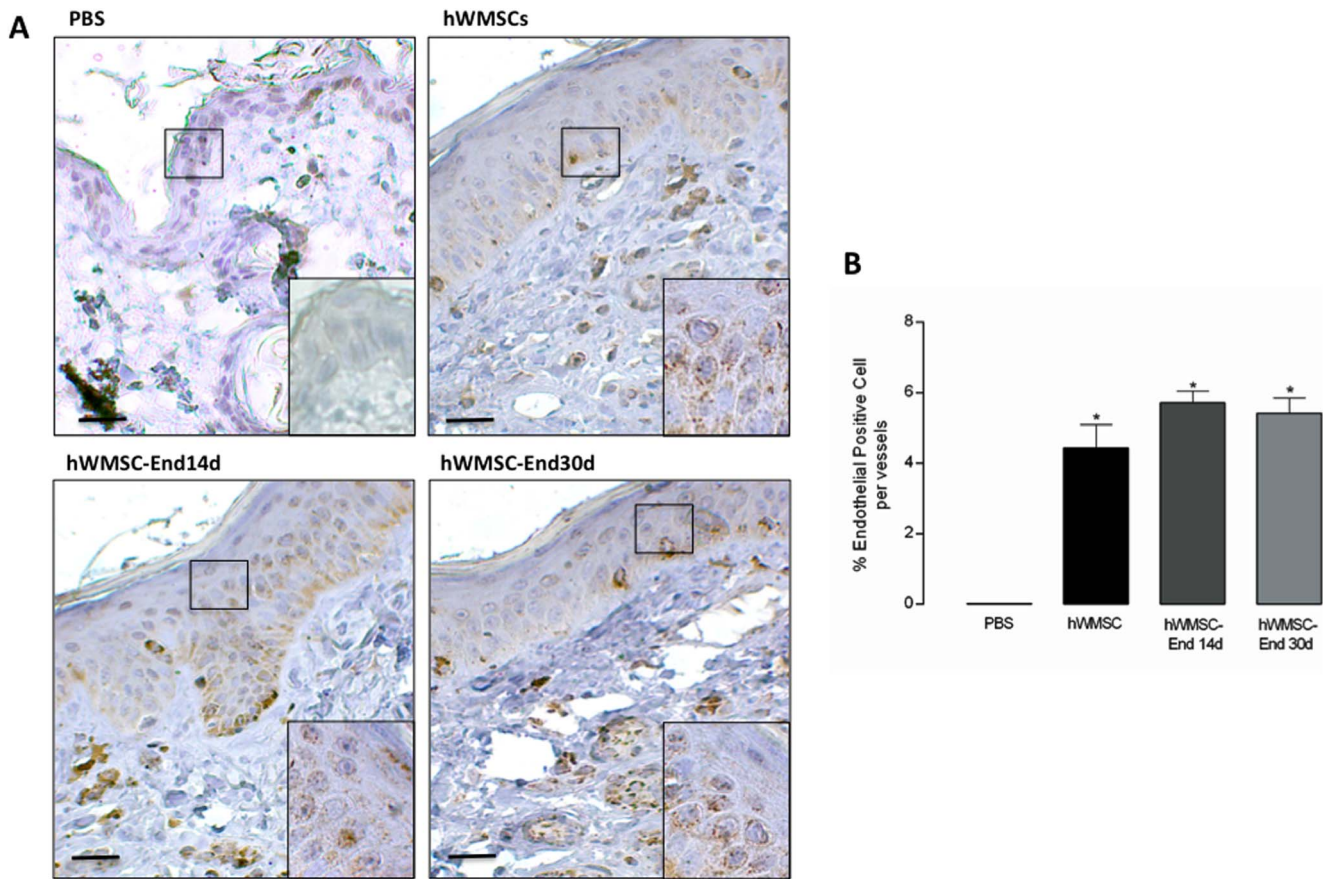 A
PBS
hWMSCs
hWMSC-End14d
hWMSC-End30d
B
% Endothelial Positive Cell
per vessels
8
6
4
2
0
*
*
*
PBS
hWMSC
hWMSC-
End 14d
hWMSC-
End 30d